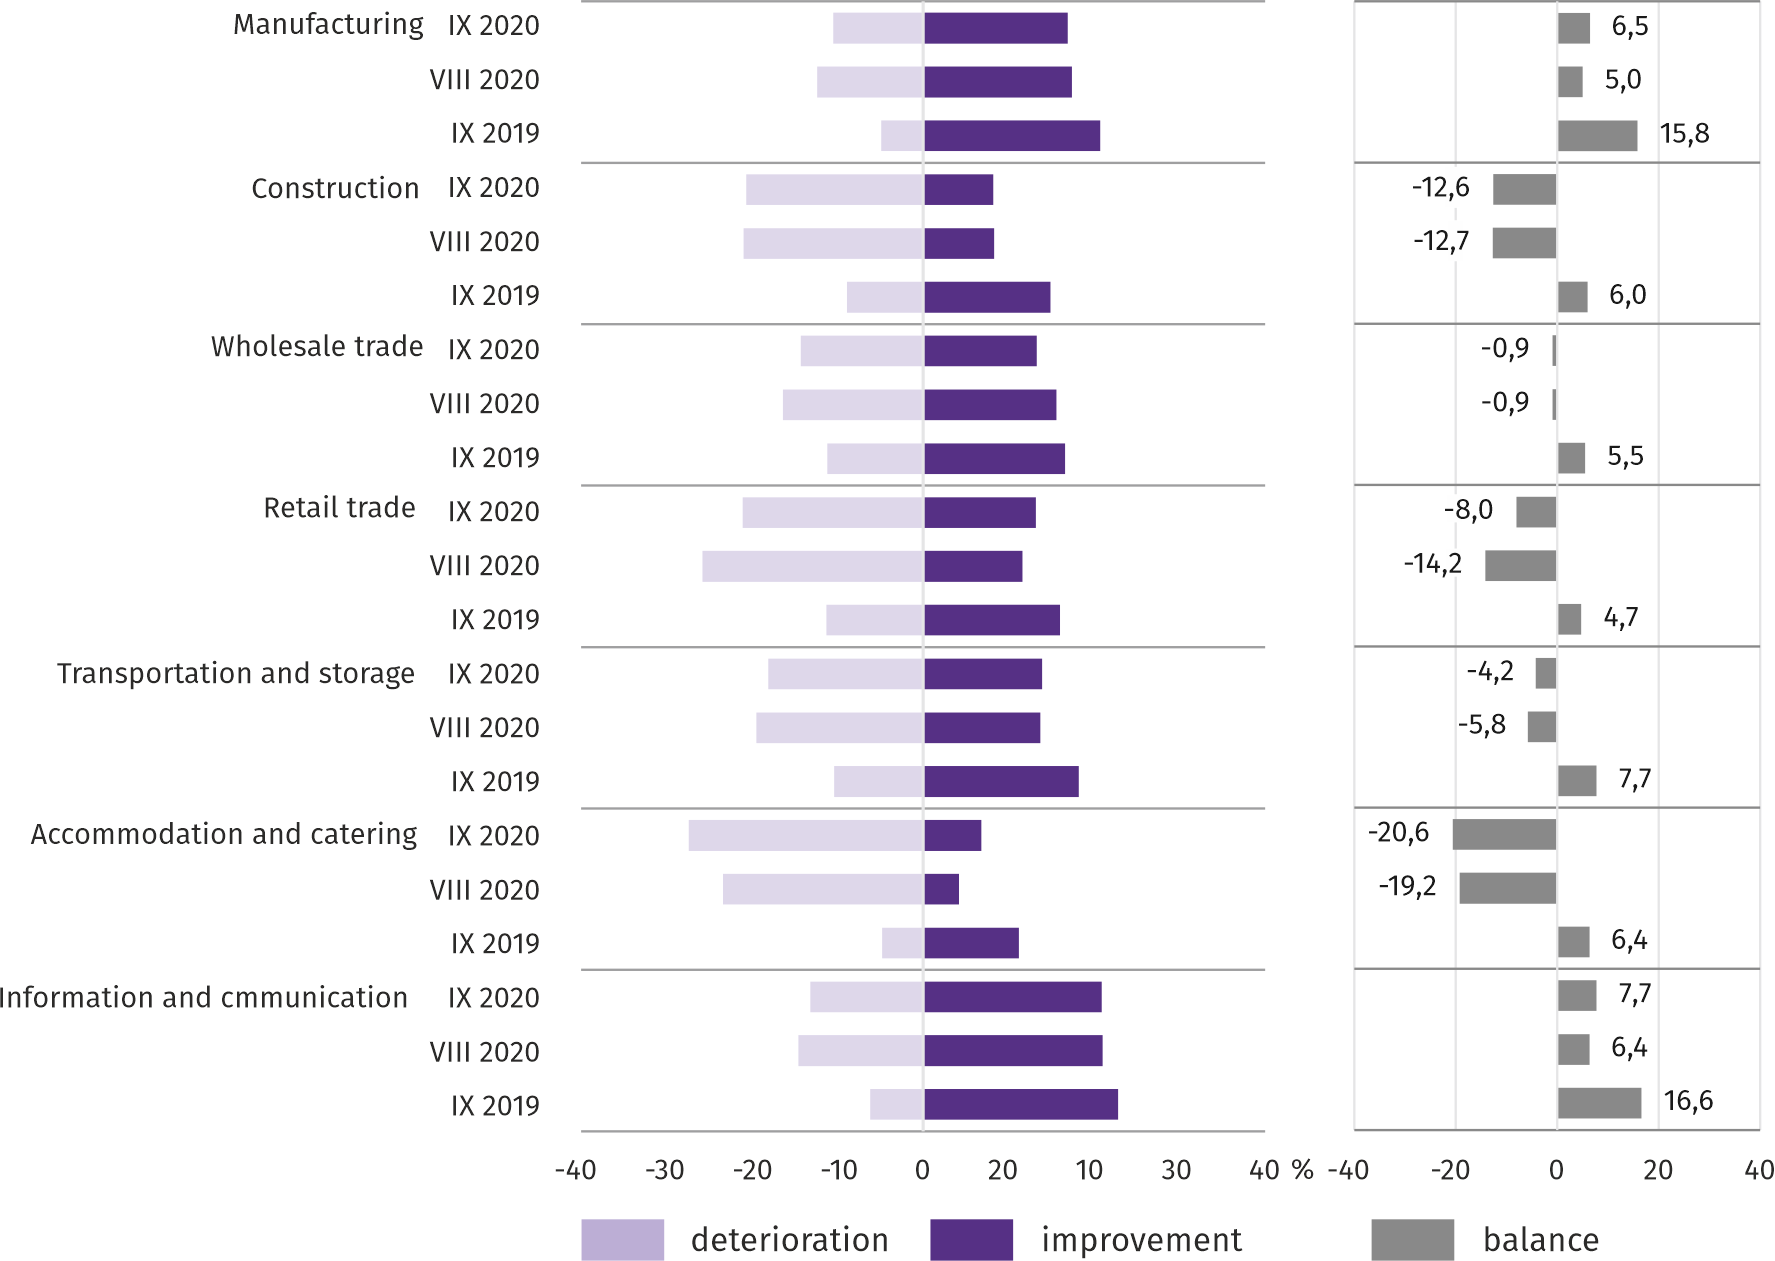 Manufacturing IX 2020 6,5
VIII 2020 5,0
IX 2019 15,8
Construction IX 2020 -12,6
VIII 2020 -12,7
IX 2019 6,0
Wholesale trade IX 2020 -0,9
VIII 2020 -0,9
IX 2019 5,5
Retail trade IX 2020 -8,0
VIII 2020 -14,2
IX 2019 4,7
Transportation and storage IX 2020 -4,2
VIII 2020 -5,8
IX 2019 7,7
Accommodation and catering IX 2020 -20,6
VIII 2020 -19,2
IX 2019 6,4
Information and cmmunication IX 2020 7,7
VIII 2020 6,4
IX 2019 16,6
-40 -30 -20 -10 0 20 10 30 40 % -40 -20 0 20 40
deterioration improvement balance